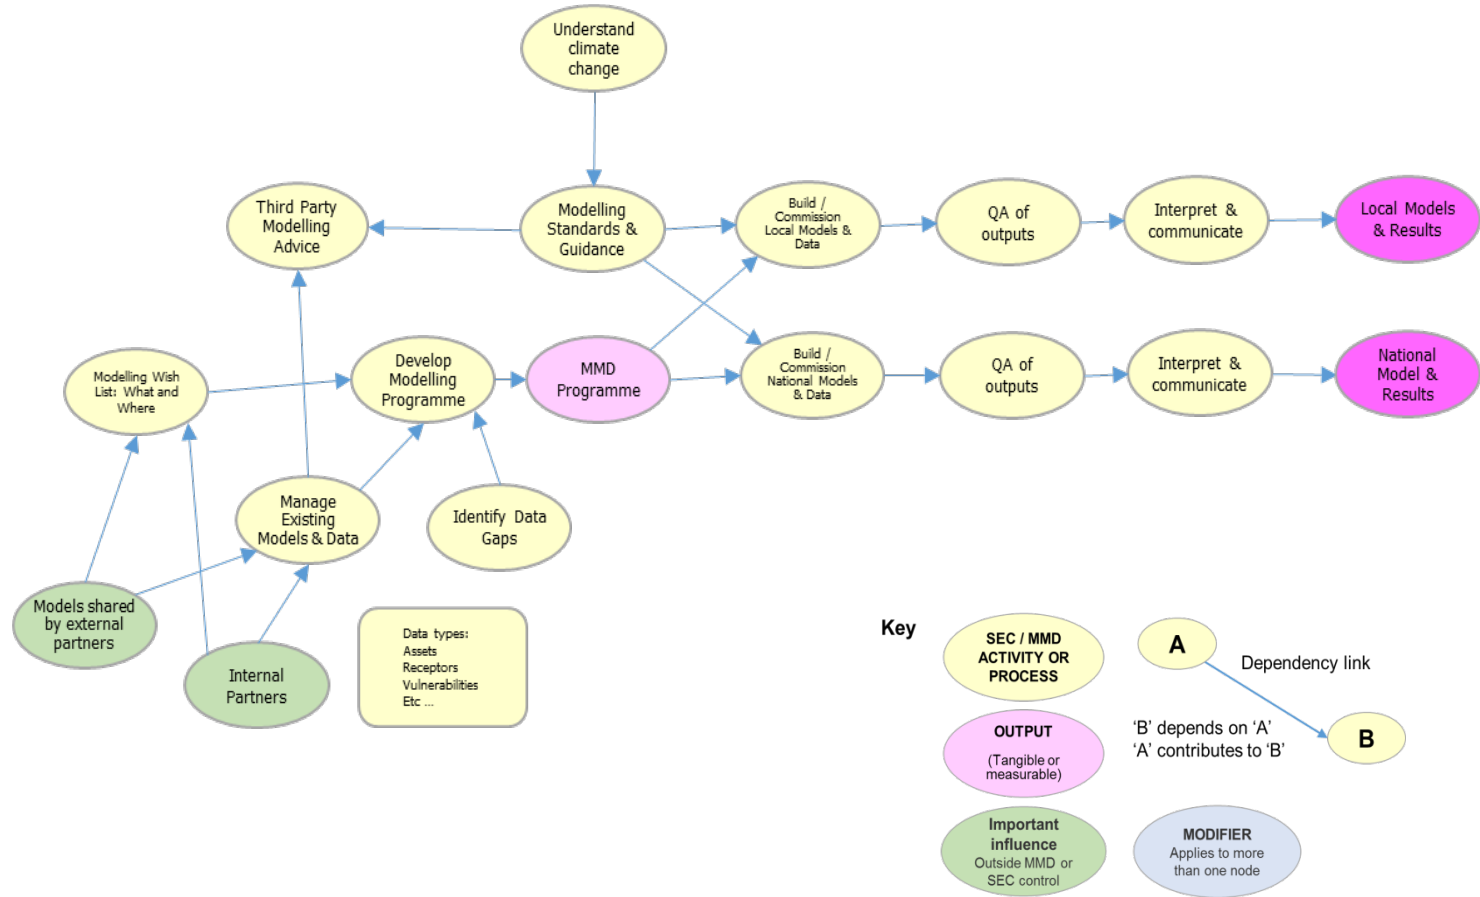 Understand
climate
change
Third Party
Modelling
Advice
Modelling
Standards &
Guidance
Build /
Commission
Local Models &
Data
QA of
outputs
Interpret &
communicate
Local Models
& Results
Modelling Wish
List: What and
Where
Develop
Modelling
Programme
MMD
Programme
Build /
Commission
National Models
& Data
QA of
outputs
Interpret &
communicate
National
Model &
Results
Manage
Existing
Models & Data
Identify Data
Gaps
Models shared
by external
partners
Internal
Partners
Data types:
Assets
Receptors
Vulnerabilities
Etc ...
Key
SEC / MMD
ACTIVITY OR
PROCESS
A
Dependency link
OUTPUT
(Tangible or
measurable)
'B' depends on 'A'
'A' contributes to 'B'
B
Important
influence
Outside MMD or
SEC control
MODIFIER
Applies to more
than one node